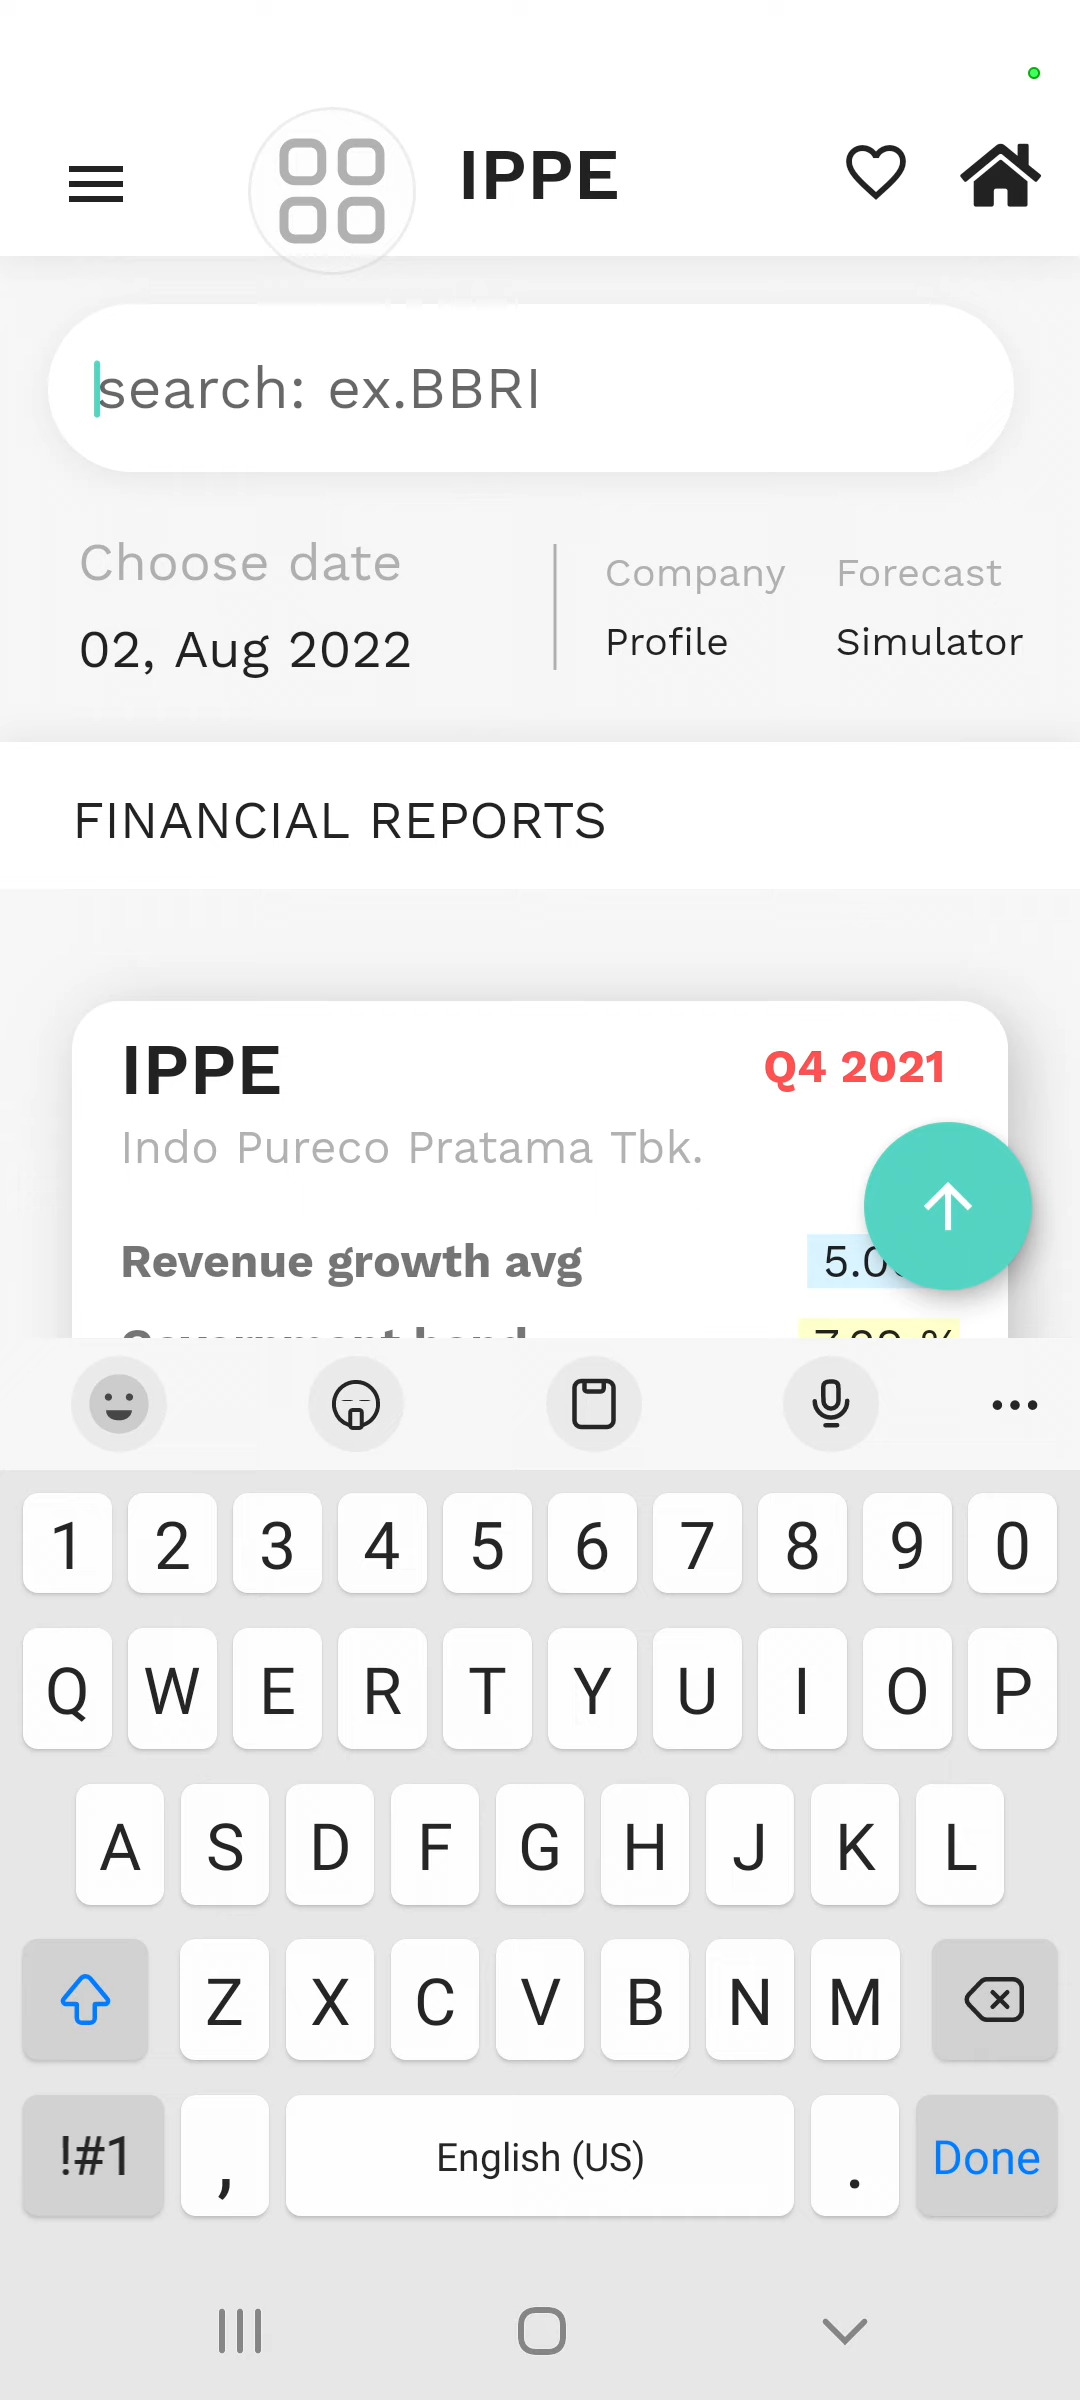 IPPE
search: ex.BBRI
Choose date
02, Aug 2022
Company
Profile
Forecast
Simulator
FINANCIAL REPORTS
IPPE
Q4 2021
Indo Pureco Pratama Tbk.
Revenue growth avg
1 2 3 4 5 6 7 8 9 0
Q W E R T Y U I O P
A S D F G H J K L
Z X C V B N M
!#1 , English (US) . Done